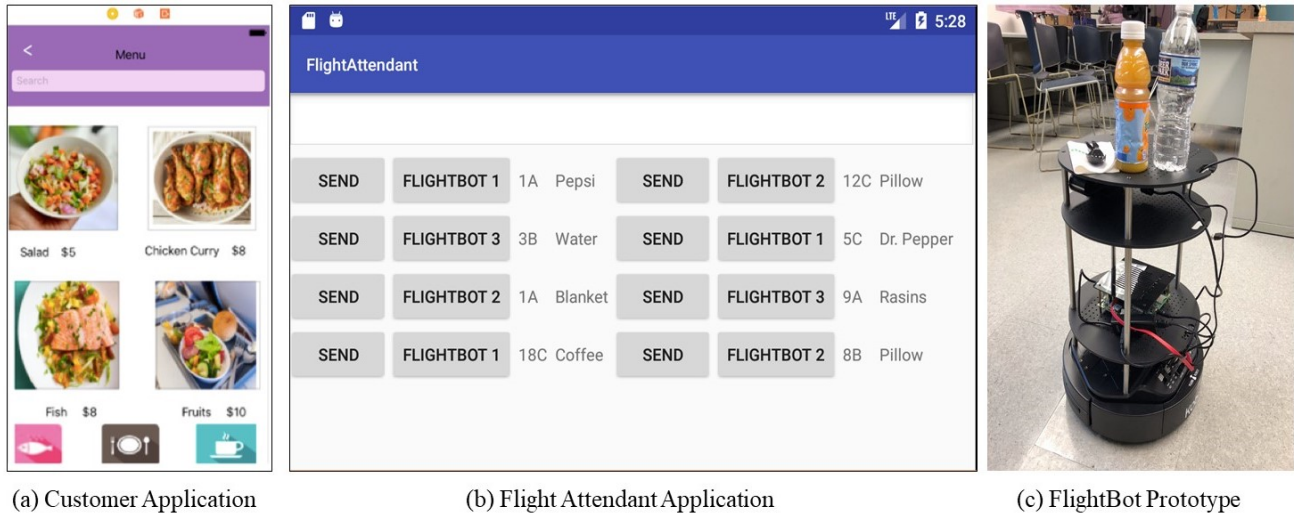 <
Menu
Search
Salad $5
Chicken Curry $8
Fish $8
Fruits $10
LTE 5:28
FlightAttendant
SEND FLIGHTBOT 1 1A Pepsi SEND FLIGHTBOT 2 12C Pillow
SEND FLIGHTBOT 3 3B Water SEND FLIGHTBOT 1 5C Dr. Pepper
SEND FLIGHTBOT 2 1A Blanket SEND FLIGHTBOT 3 9A Rasins
SEND FLIGHTBOT 1 18C Coffee SEND FLIGHTBOT 2 8B Pillow
(a) Customer Application
(b) Flight Attendant Application
(c) FlightBot Prototype